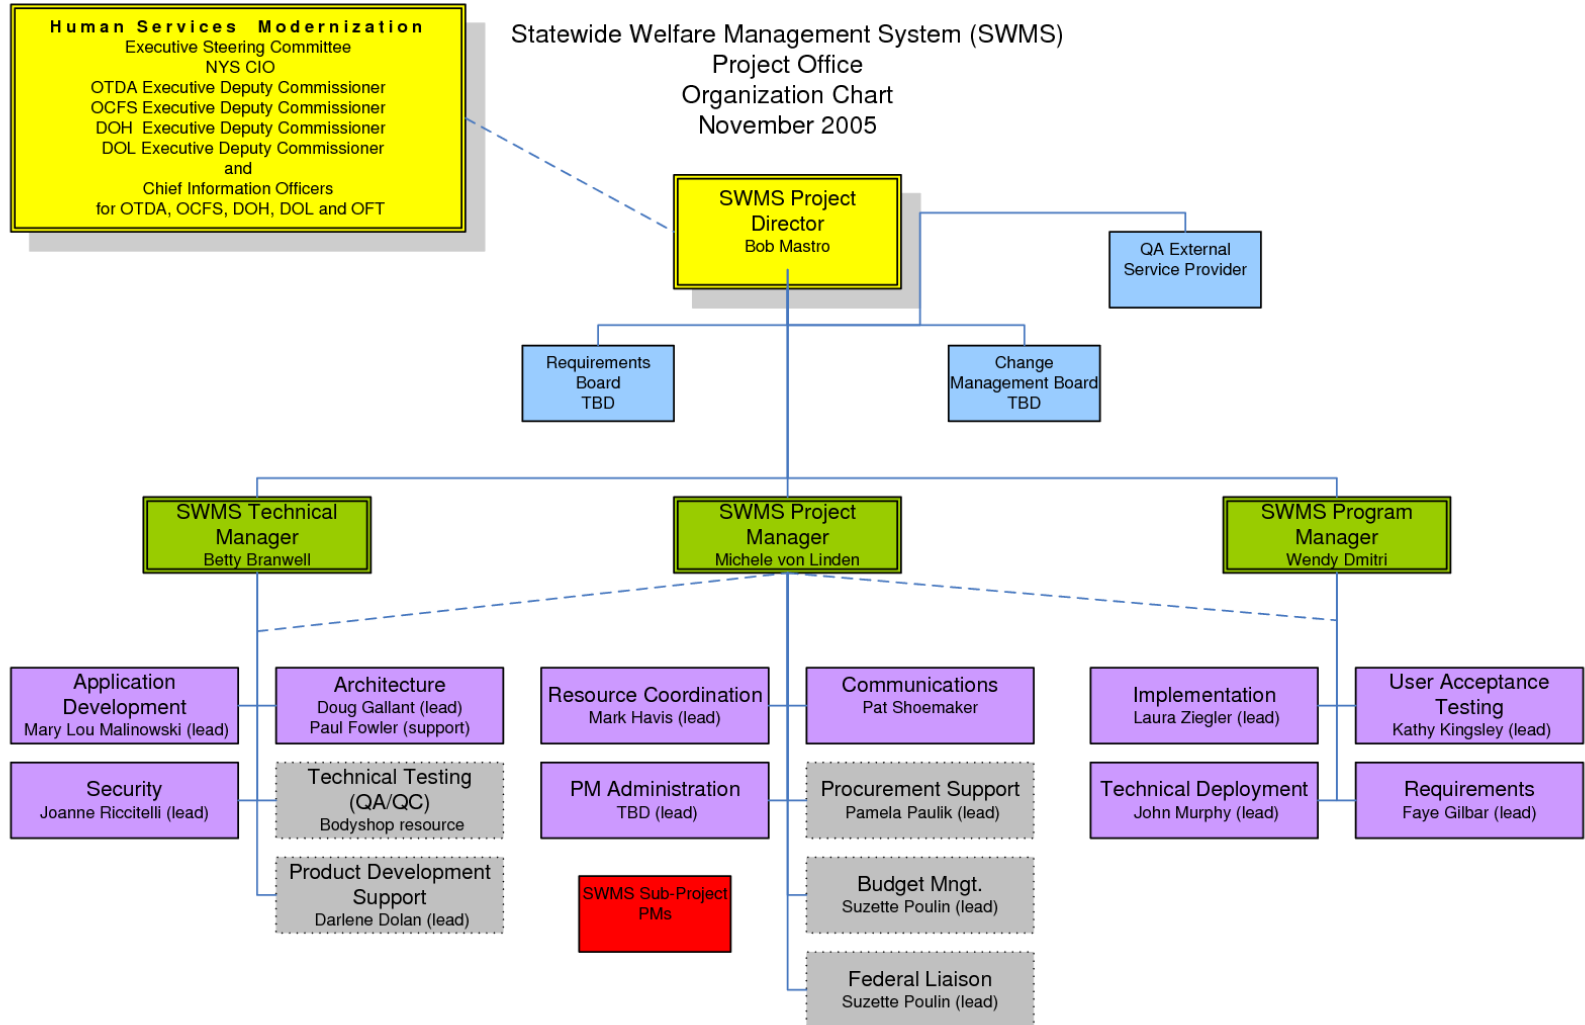 Human Services Modernization
Executive Steering Committee
NYS CIO
OTDA Executive Deputy Commissioner
OCFS Executive Deputy Commissioner
DOH Executive Deputy Commissioner
DOL Executive Deputy Commissioner
and
Chief Information Officers
for OTDA, OCFS, DOH, DOL and OFT
Statewide Welfare Management System (SWMS)
Project Office
Organization Chart
November 2005
SWMS Project
Director
Bob Mastro
QA External
Service Provider
Requirements
Board
TBD
Change
Management Board
TBD
SWMS Technical
Manager
Betty Branwell
SWMS Project
Manager
Michele von Linden
SWMS Program
Manager
Wendy Dmitri
Application
Development
Mary Lou Malinowski (lead)
Architecture
Doug Gallant (lead)
Paul Fowler (support)
Resource Coordination
Mark Havis (lead)
Communications
Pat Shoemaker
Implementation
Laura Ziegler (lead)
User Acceptance
Testing
Kathy Kingsley (lead)
Security
Joanne Riccitelli (lead)
Technical Testing
(QA/QC)
Bodyshop resource
PM Administration
TBD (lead)
Procurement Support
Pamela Paulik (lead)
Technical Deployment
John Murphy (lead)
Requirements
Faye Gilbar (lead)
Product Development
Support
Darlene Dolan (lead)
SWMS Sub-Project
PMs
Budget Mngt.
Suzette Poulin (lead)
Federal Liaison
Suzette Poulin (lead)